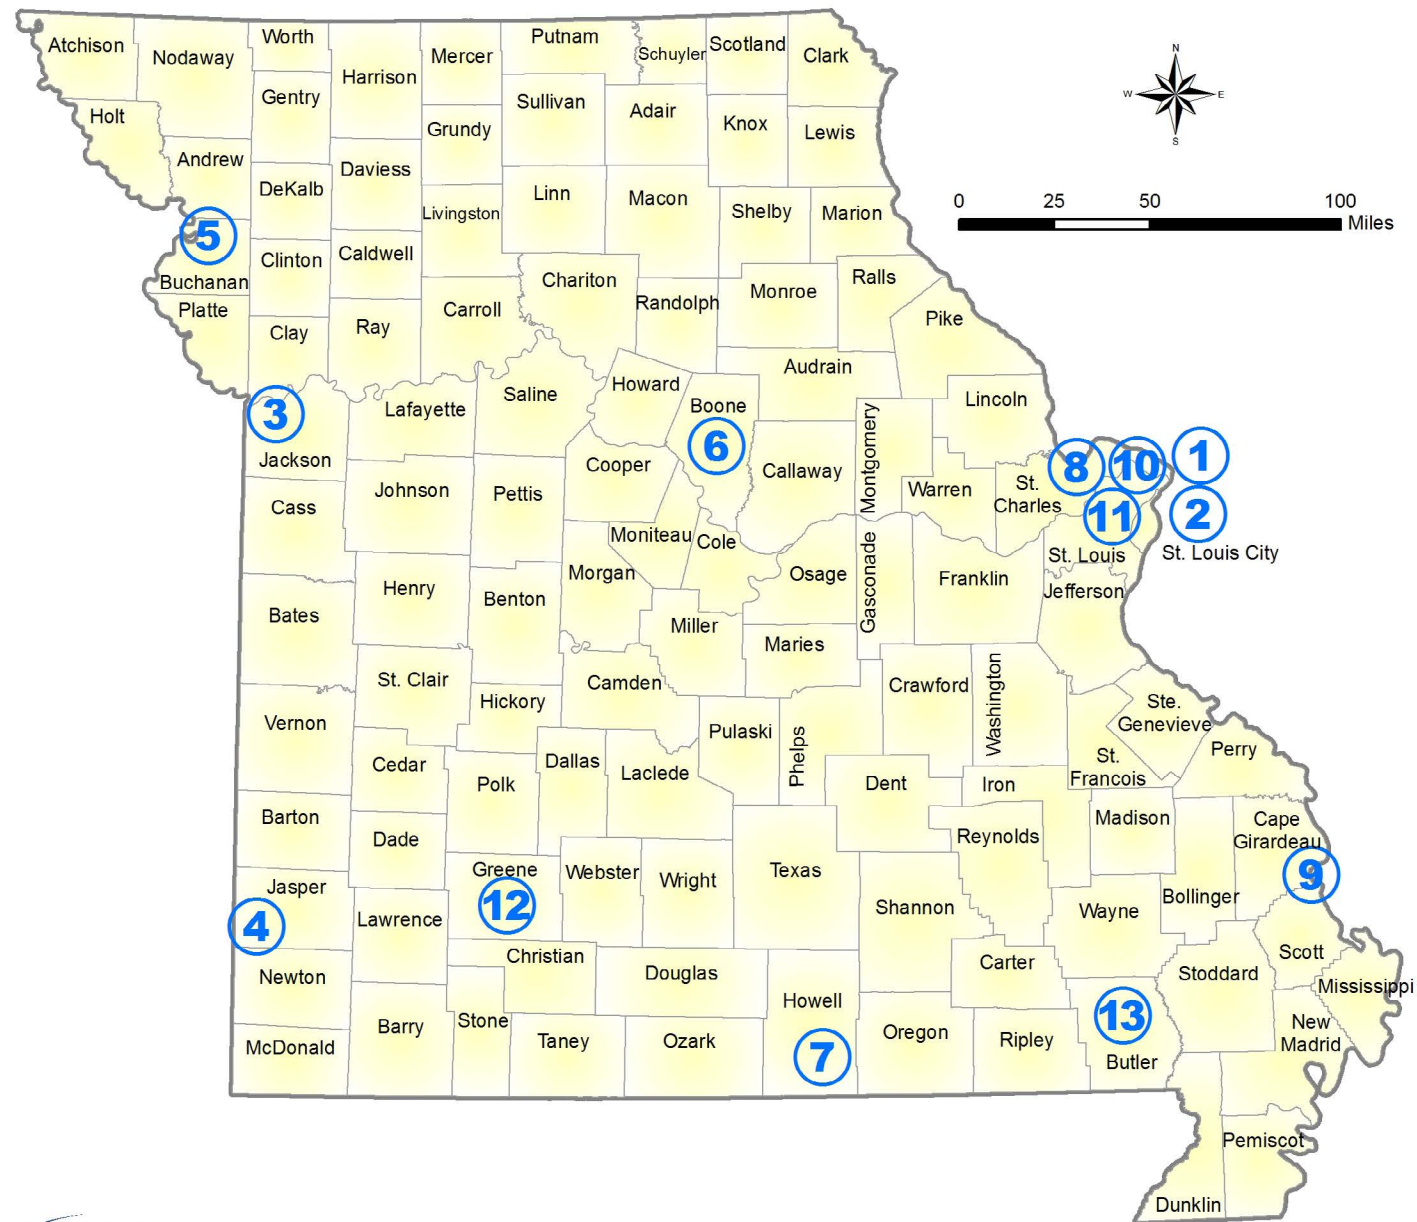 Atchison
Nodaway
Worth
Harrison
Mercer
Putnam
Schuyler
Scotland
Clark
N
W
E
S
Holt
Gentry
Sullivan
Adair
Knox
Lewis
Grundy
Andrew
DeKalb
Daviess
Livingston
Linn
Macon
Shelby
Marion
0 25 50 100
Miles
5
Buchanan
Clinton
Caldwell
Chariton
Randolph
Monroe
Ralls
Platte
Clay
Ray
Carroll
Pike
Audrain
3
Jackson
Lafayette
Saline
Howard
Boone
6
Lincoln
Montgomery
Callaway
Warren
St.
Charles
8
10
1
11
2
St. Louis
St. Louis City
Cass
Johnson
Pettis
Cooper
Moniteau
Cole
Morgan
Osage
Gasconade
Franklin
Jefferson
Bates
Henry
Benton
Miller
Maries
St. Clair
Hickory
Camden
Crawford
Washington
Ste.
Genevieve
Vernon
Pulaski
Phelps
St.
Francois
Perry
Cedar
Polk
Dallas
Laclede
Dent
Iron
Barton
Dade
Reynolds
Madison
Cape
Girardeau
9
Jasper
4
Greene
12
Webster
Wright
Texas
Lawrence
Shannon
Wayne
Bollinger
Christian
Douglas
Newton
Carter
Stoddard
Scott
Mississippi
Howell
7
Barry
Stone
Taney
Ozark
Oregon
Ripley
13
Butler
New
Madrid
McDonald
Pemiscot
Dunklin